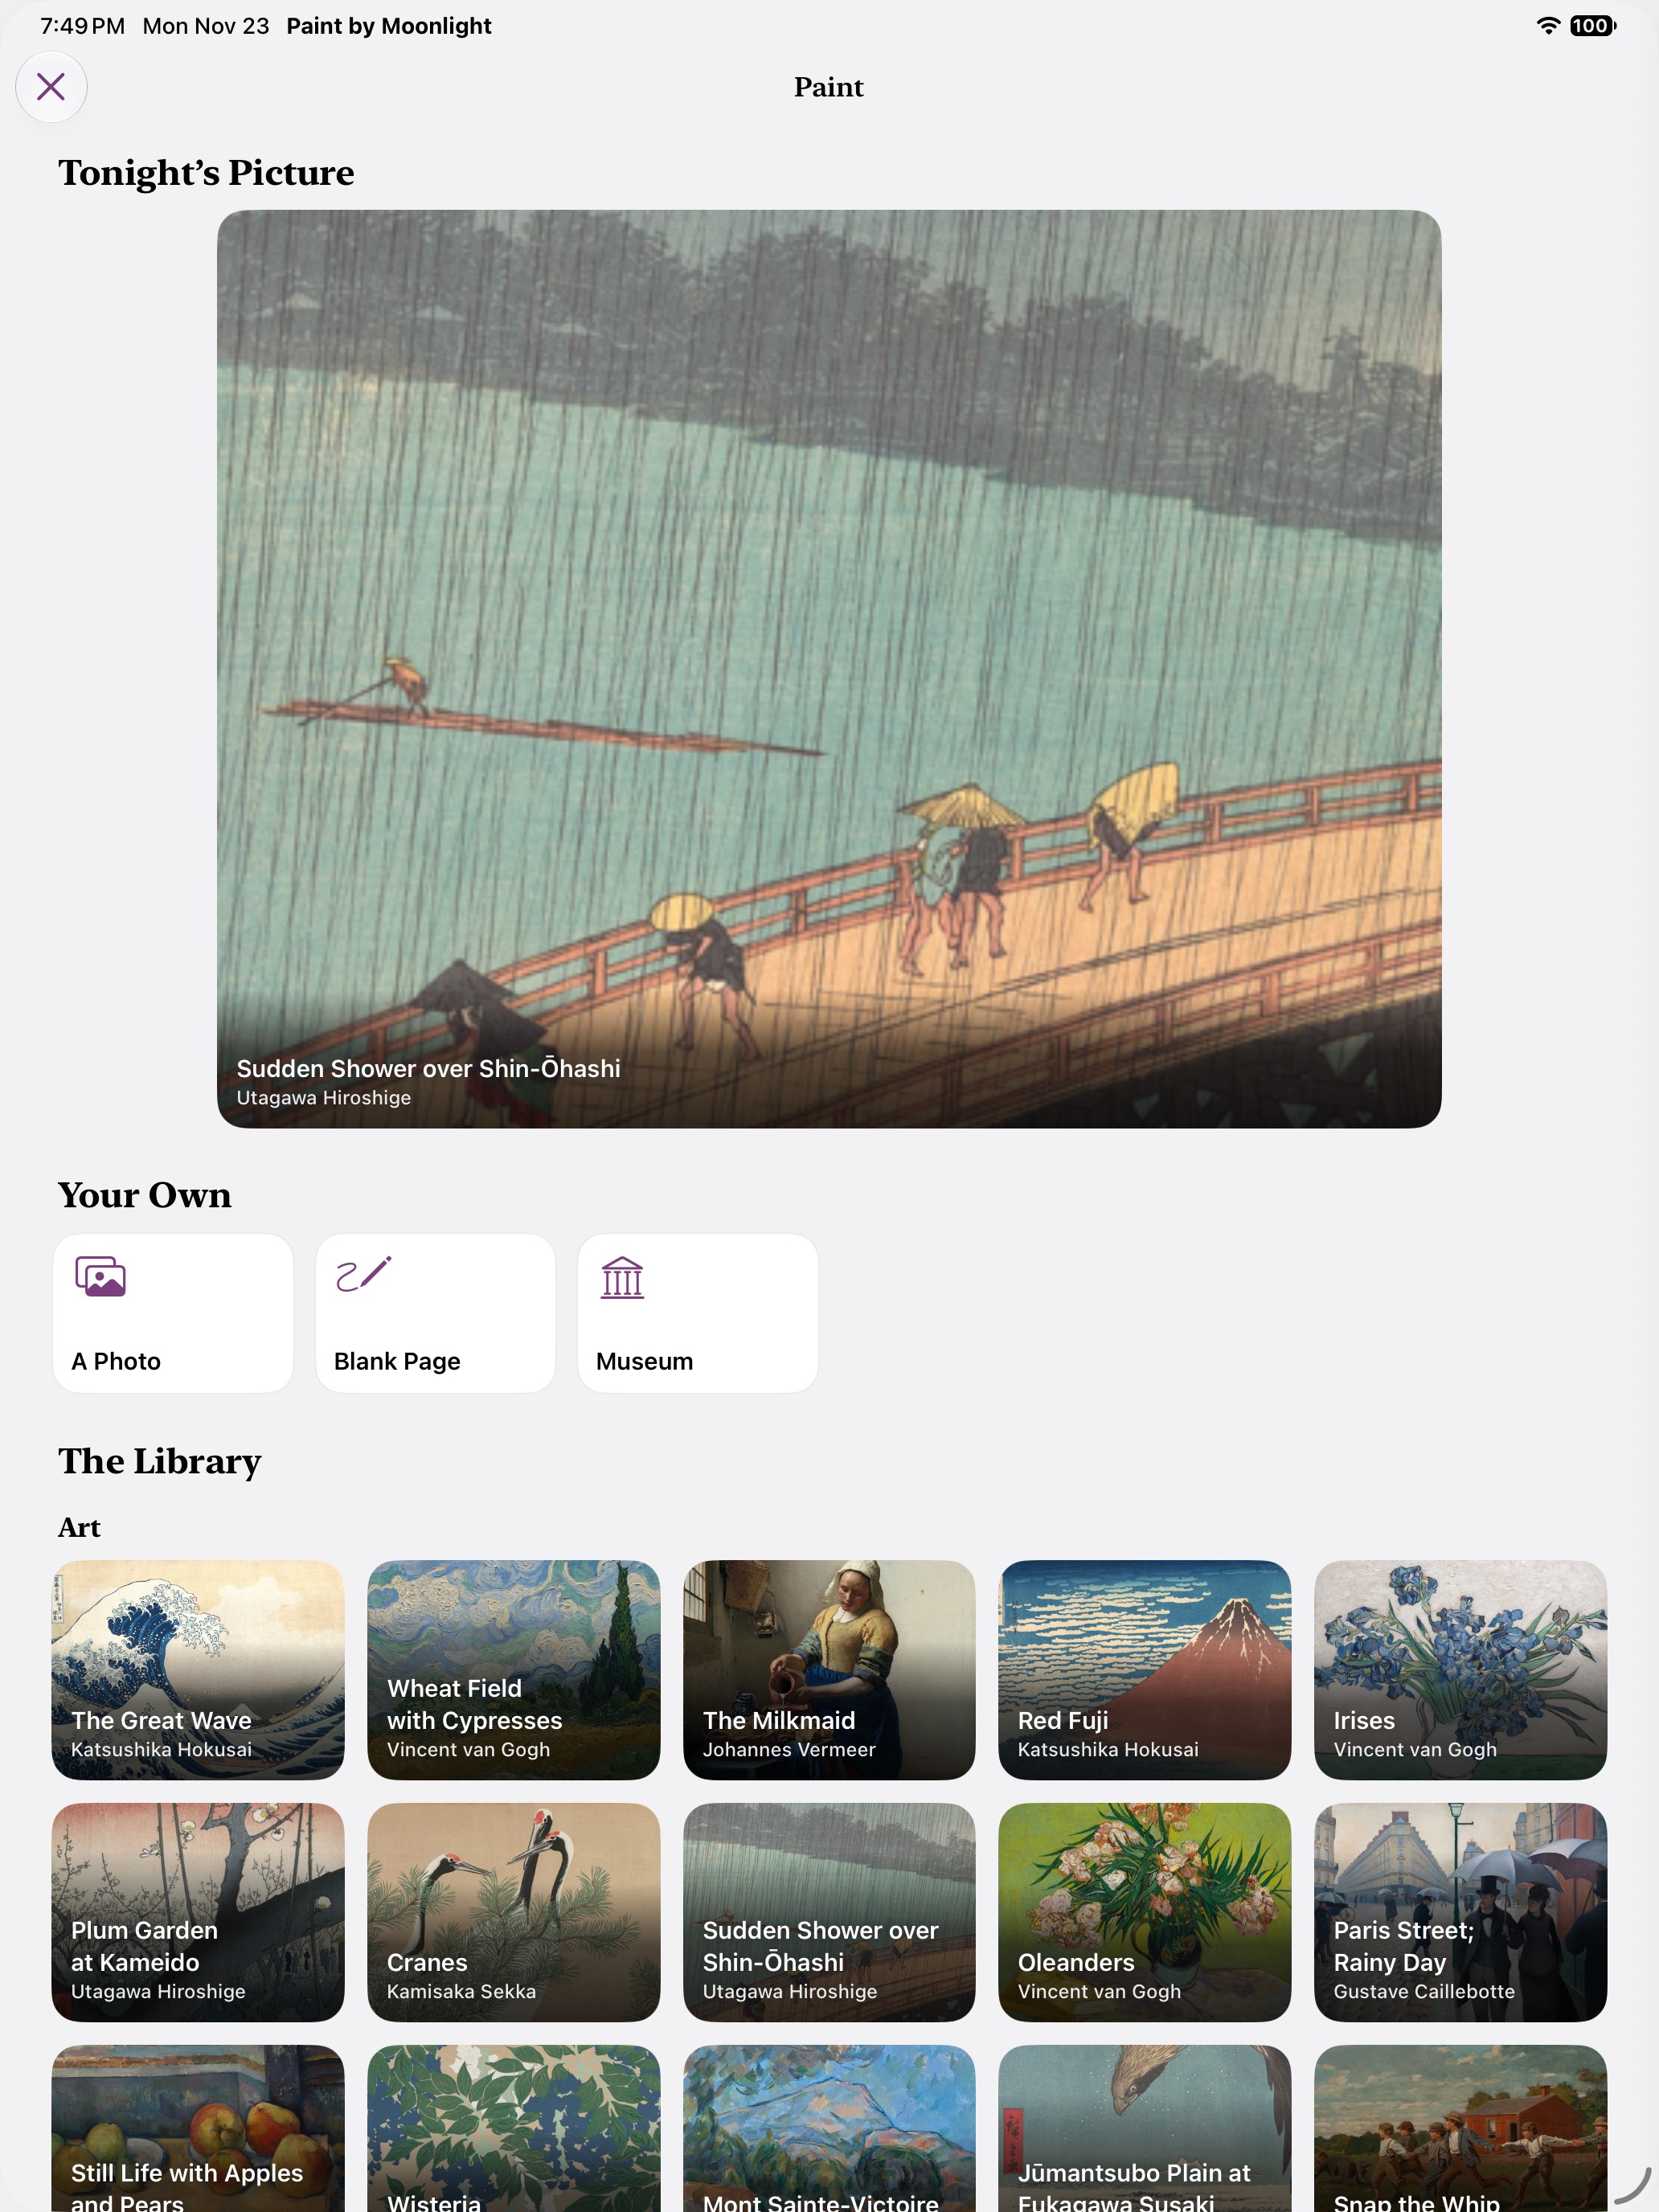 7:49 PM Mon Nov 23 Paint by Moonlight
100
Paint
Tonight’s Picture
Sudden Shower over Shin-Ōhashi
Utagawa Hiroshige
Your Own
A Photo
Blank Page
Museum
The Library
Art
The Great Wave
Katsushika Hokusai
Wheat Field
with Cypresses
Vincent van Gogh
The Milkmaid
Johannes Vermeer
Red Fuji
Katsushika Hokusai
Irises
Vincent van Gogh
Plum Garden
at Kameido
Utagawa Hiroshige
Cranes
Kamisaka Sekka
Sudden Shower over
Shin-Ōhashi
Utagawa Hiroshige
Oleanders
Vincent van Gogh
Paris Street;
Rainy Day
Gustave Caillebotte
Still Life with Apples
and Pears
Wisteria
Mont Sainte-Victoire
Jūmantsubo Plain at
Fukagawa Susaki
Snap the Whip